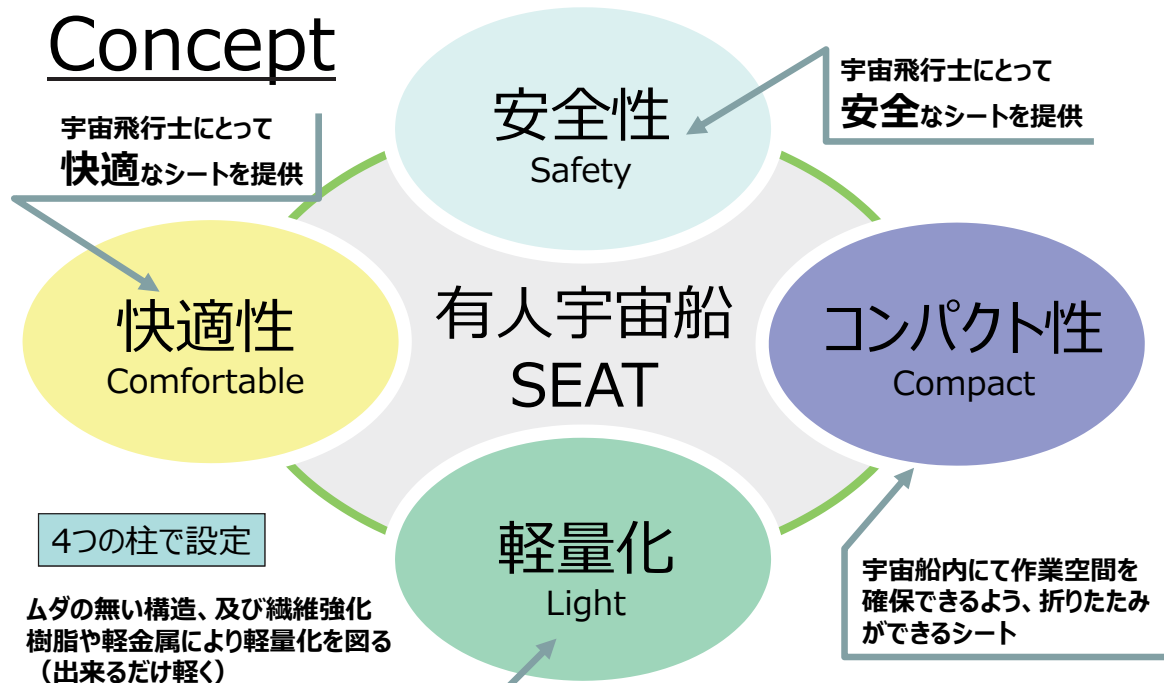 Concept
宇宙飛行士にとって
快適なシートを提供
安全性
Safety
宇宙飛行士にとって
安全なシートを提供
快適性
Comfortable
有人宇宙船
SEAT
コンパクト性
Compact
4つの柱で設定
ムダの無い構造、及び繊維強化
樹脂や軽金属により軽量化を図る
（出来るだけ軽く）
軽量化
Light
宇宙船内にて作業空間を
確保できるよう、折りたたみ
ができるシート